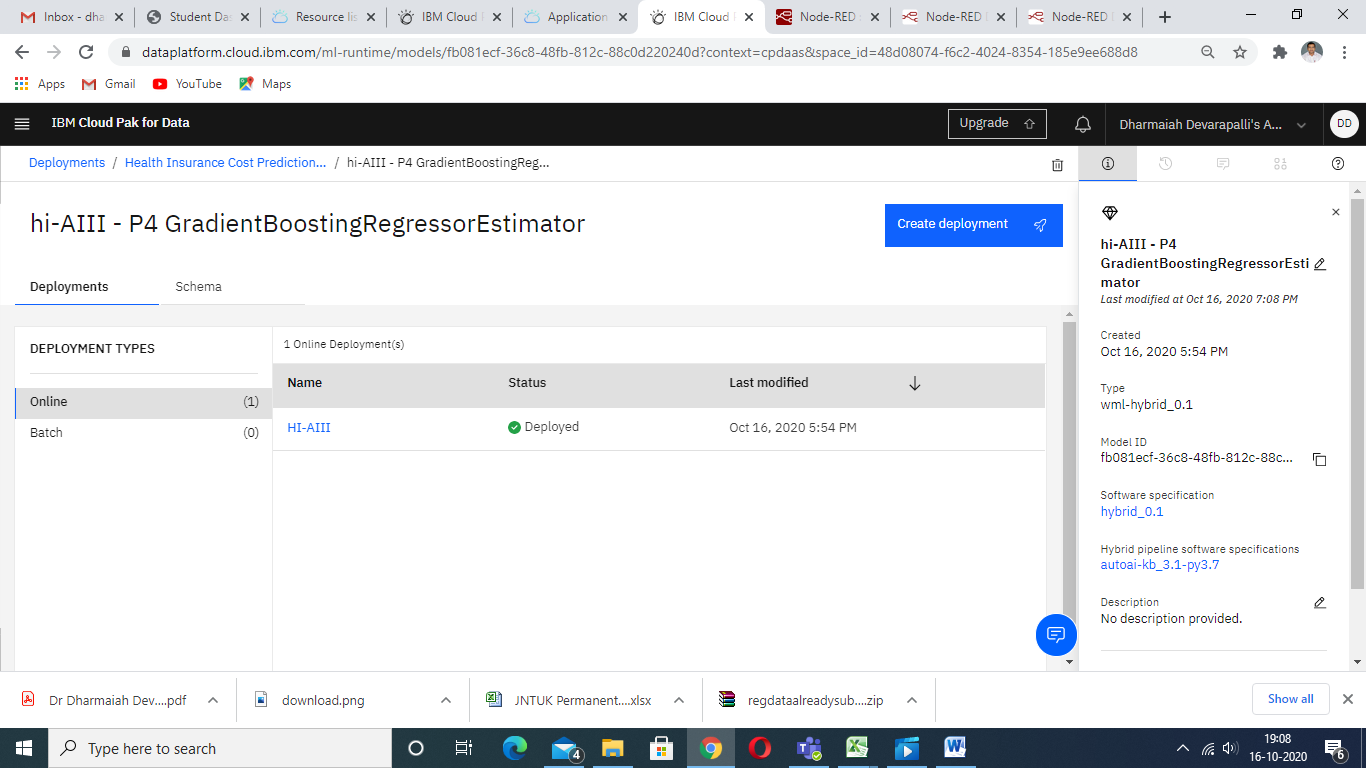 Inbox - dha
Student Das
Resource lis
IBM Cloud P
Application
IBM Cloud
Node-RED S
Node-RED
Node-RED
dataplatform.cloud.ibm.com/ml-runtime/models/fb081ecf-36c8-48fb-812c-88c0d220240d?context=cpdaas&space_id=48d08074-f6c2-4024-8354-185e9ee688d8
Apps Gmail YouTube Maps
IBM Cloud Pak for Data
Upgrade
Dharmaiah Devarapalli's A...
DD
Deployments / Health Insurance Cost Prediction... / hi-AIII - P4 GradientBoostingReg...
hi-AIII - P4 GradientBoostingRegressorEstimator
Create deployment
Deployments Schema
DEPLOYMENT TYPES
Online (1)
Batch (0)
1 Online Deployment(s)
Name Status Last modified
HI-AIII Deployed Oct 16, 2020 5:54 PM
hi-AIII - P4
GradientBoostingRegressorEsti
mator
Last modified at Oct 16, 2020 7:08 PM
Created
Oct 16, 2020 5:54 PM
Type
wml-hybrid_0.1
Model ID
fb081ecf-36c8-48fb-812c-88c...
Software specification
hybrid_0.1
Hybrid pipeline software specifications
autoai-kb_3.1-py3.7
Description
No description provided.
Dr Dharmaiah Dev....pdf
download.png
JNTUK Permanent....xlsx
regdataalreadysub....zip
Show all
Type here to search
4
19:08
16-10-2020
6